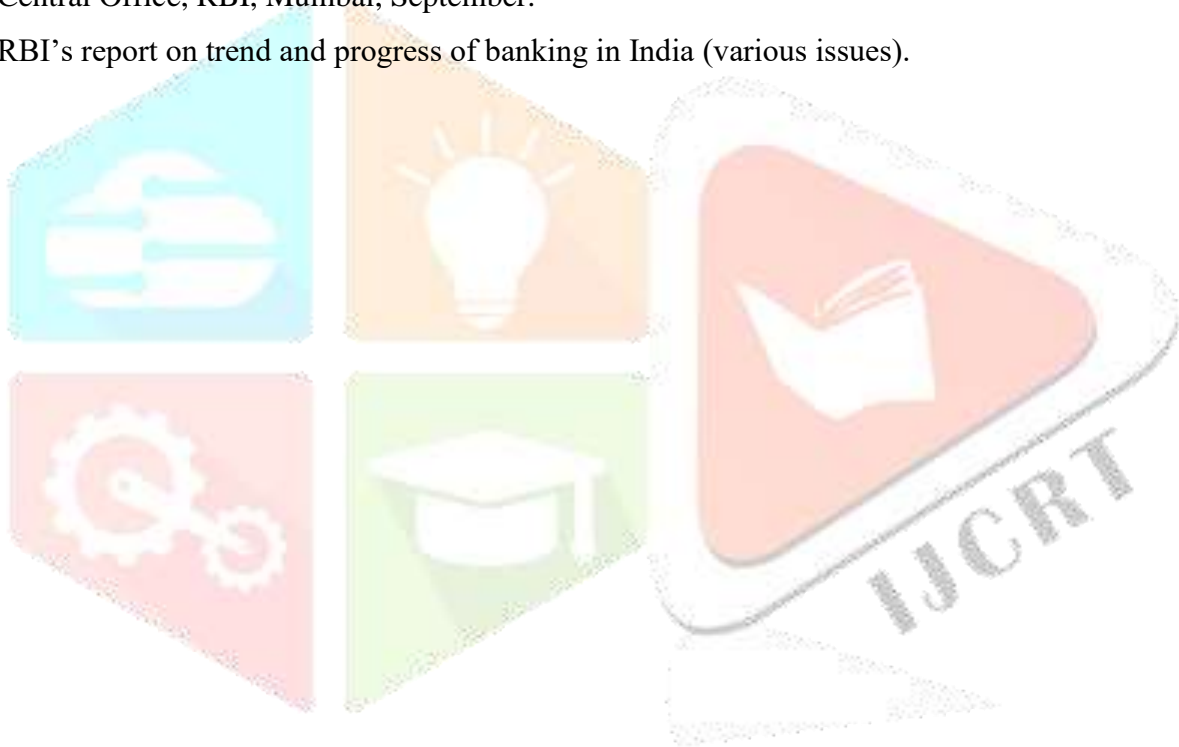 Central Office, RBI, Mumbai, September.
RBI's report on trend and progress of banking in India (various issues).
IJCRT